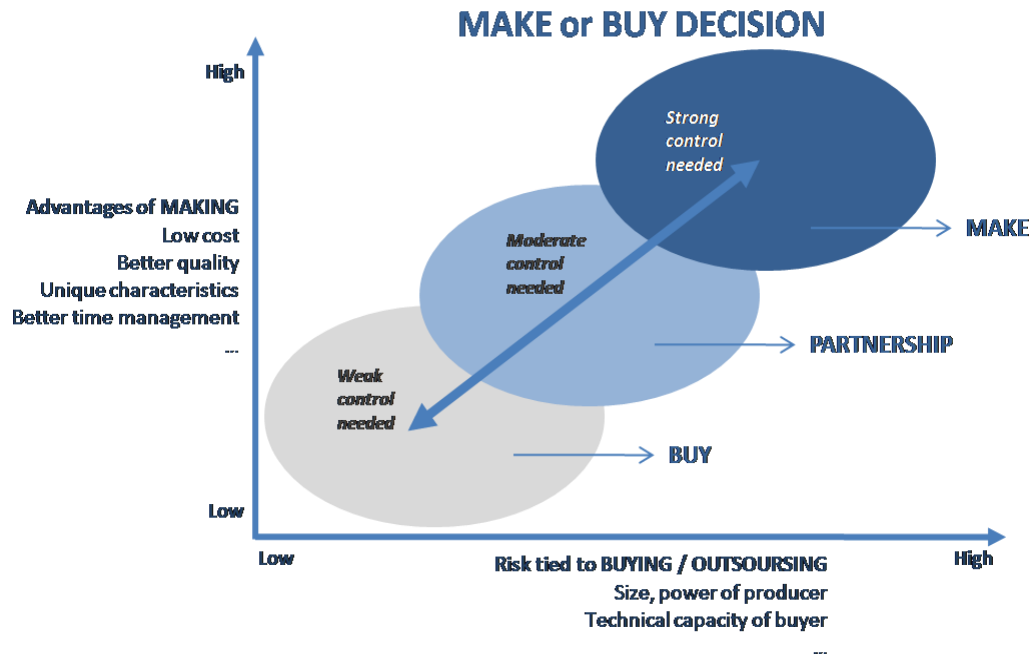 MAKE or BUY DECISION
High
Strong
control
needed
Advantages of MAKING
Low cost
Better quality
Unique characteristics
Better time management
...
Moderate
control
needed
MAKE
PARTNERSHIP
Weak
control
needed
BUY
Low
Low
High
Risk tied to BUYING / OUTSOURSING
Size, power of producer
Technical capacity of buyer
...